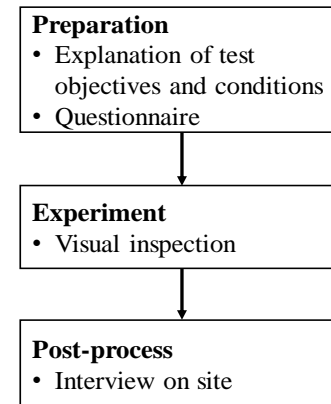 Preparation
• Explanation of test
objectives and conditions
• Questionnaire
Experiment
• Visual inspection
Post-process
• Interview on site